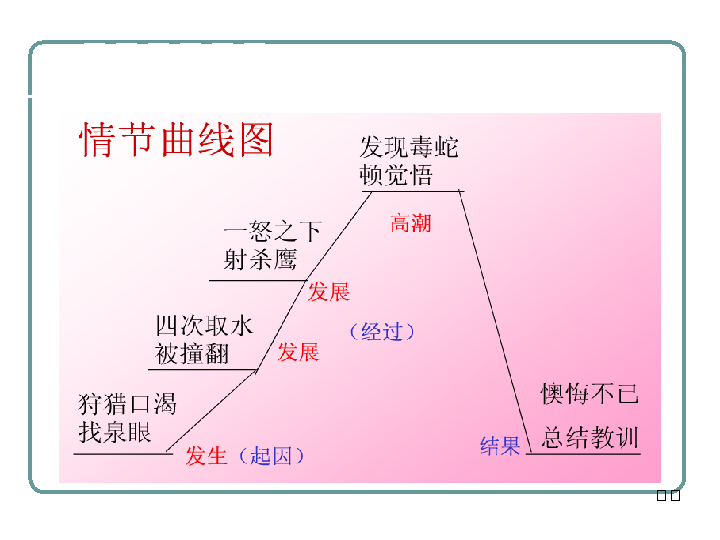 情节曲线图
发现毒蛇
顿觉悟
高潮
一怒之下
射杀鹰
发展
（经过）
四次取水
被撞翻
发展
狩猎口渴
找泉眼
发生（起因）
懊悔不已
总结教训
结果